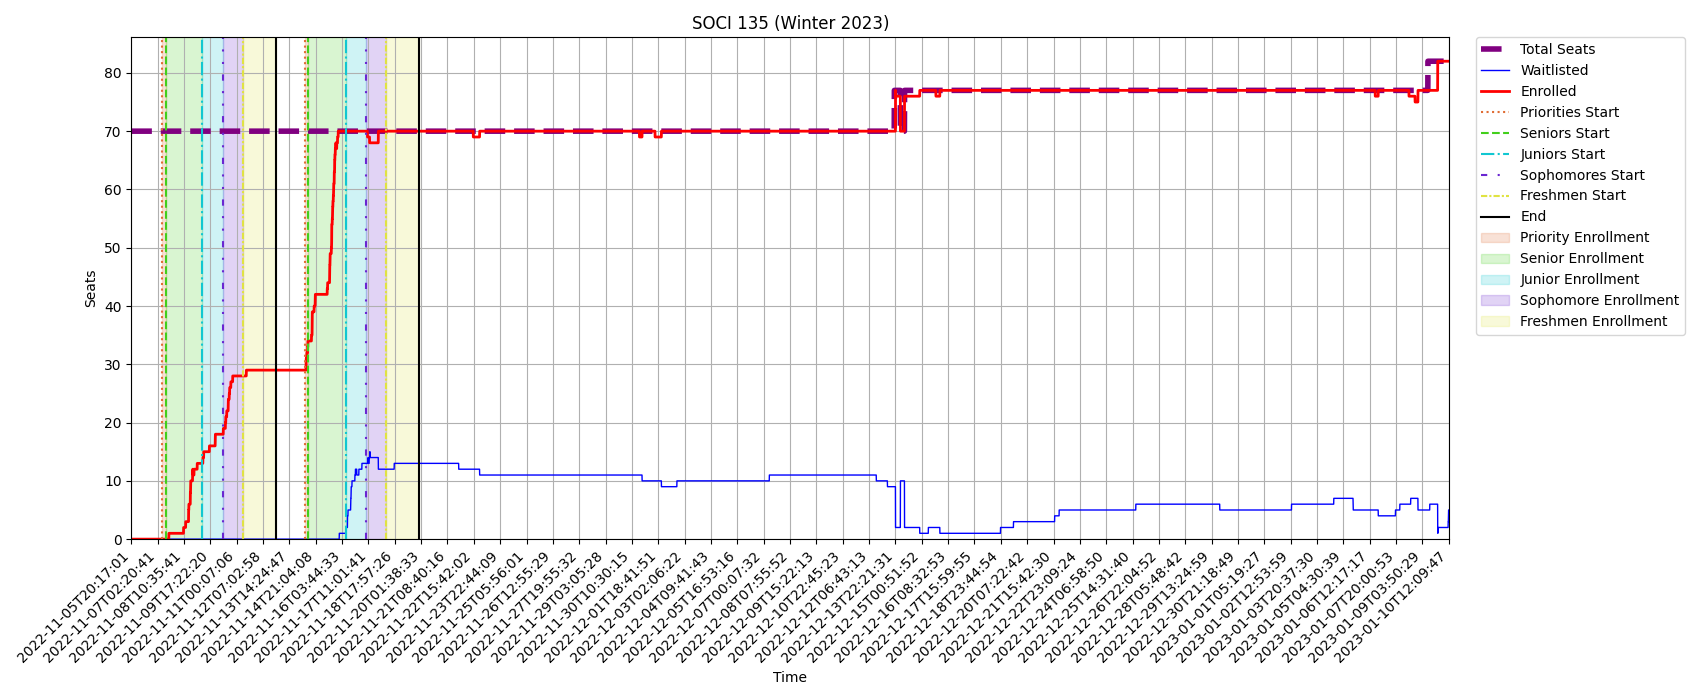 SOCI 135 (Winter 2023)
Seats
80
70
60
50
40
30
20
10
0
2022-11-05T20:17:01
2022-11-07T02:20:41
2022-11-08T10:35:41
2022-11-09T17:22:20
2022-11-11T00:07:06
2022-11-12T07:02:58
2022-11-13T14:24:47
2022-11-14T21:04:08
2022-11-16T03:44:33
2022-11-17T11:01:41
2022-11-18T17:57:26
2022-11-20T01:38:33
2022-11-21T08:40:16
2022-11-22T15:42:02
2022-11-23T22:44:09
2022-11-25T05:56:01
2022-11-26T12:55:29
2022-11-27T19:55:32
2022-11-29T03:05:28
2022-11-30T10:30:15
2022-12-01T18:41:51
2022-12-03T02:06:22
2022-12-04T09:41:43
2022-12-05T16:53:16
2022-12-07T00:07:32
2022-12-08T07:55:52
2022-12-09T15:22:13
2022-12-10T22:45:23
2022-12-12T06:43:13
2022-12-13T22:21:31
2022-12-15T00:51:52
2022-12-16T08:32:53
2022-12-17T15:59:55
2022-12-18T23:44:54
2022-12-20T07:22:42
2022-12-21T15:42:30
2022-12-22T23:09:24
2022-12-24T06:58:50
2022-12-25T14:31:40
2022-12-26T22:04:52
2022-12-28T05:48:42
2022-12-29T13:24:59
2022-12-30T21:18:49
2023-01-01T05:19:27
2023-01-02T12:53:59
2023-01-03T20:37:30
2023-01-05T04:30:39
2023-01-06T12:17:17
2023-01-07T20:00:53
2023-01-09T03:50:29
2023-01-10T12:09:47
Time
Total Seats
Waitlisted
Enrolled
Priorities Start
Seniors Start
Juniors Start
Sophomores Start
Freshmen Start
End
Priority Enrollment
Senior Enrollment
Junior Enrollment
Sophomore Enrollment
Freshmen Enrollment